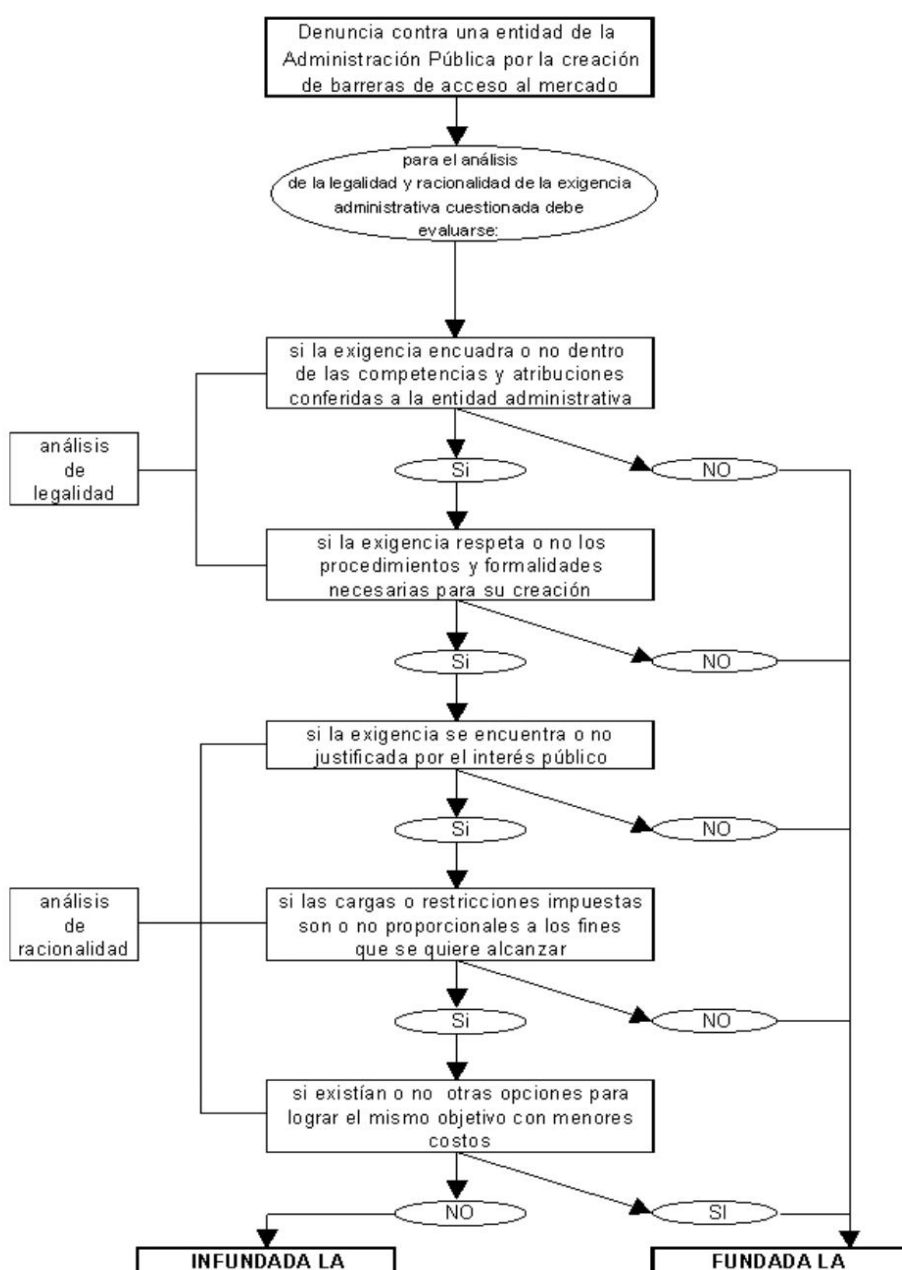 Denuncia contra una entidad de la
Administración Pública por la creación
de barreras de acceso al mercado
para el análisis
de la legalidad y racionalidad de la exigencia
administrativa cuestionada debe
evaluarse:
si la exigencia encuadra o no dentro
de las competencias y atribuciones
conferidas a la entidad administrativa
análisis
de
legalidad
Si
NO
si la exigencia respeta o no los
procedimientos y formalidades
necesarias para su creación
Si
NO
si la exigencia se encuentra o no
justificada por el interés público
Si
NO
análisis
de
racionalidad
si las cargas o restricciones impuestas
son o no proporcionales a los fines
que se quiere alcanzar
Si
NO
si existían o no otras opciones para
lograr el mismo objetivo con menores
costos
NO
SI
INFUNDADA LA
FUNDADA LA